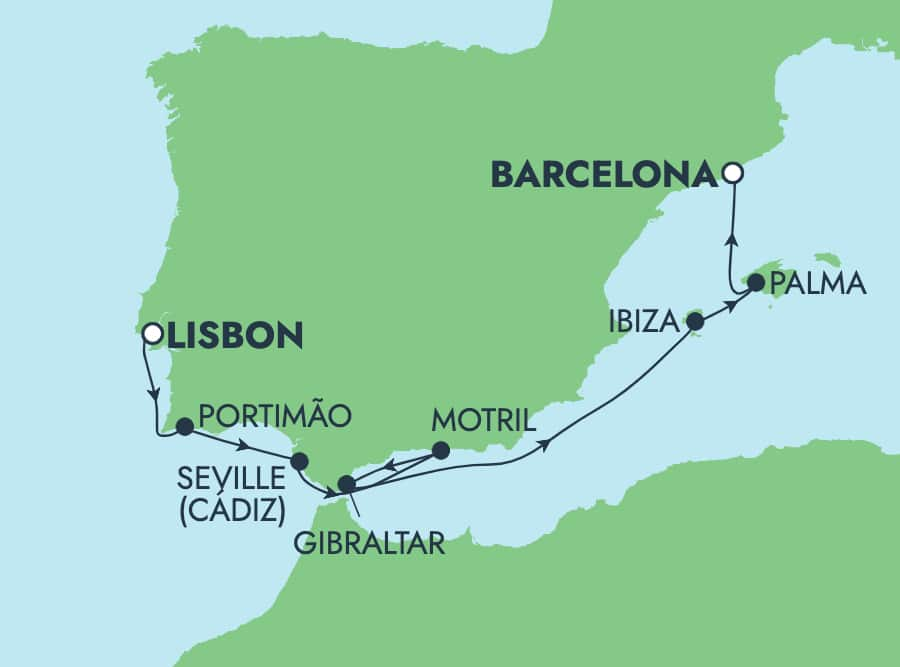 BARCELONA
PALMA
IBIZA
LISBON
PORTIMÃO
MOTRIL
SEVILLE
(CÁDIZ)
GIBRALTAR